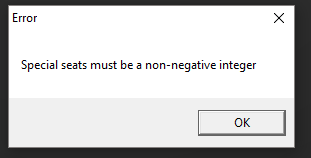 Error
Special seats must be a non-negative integer
OK